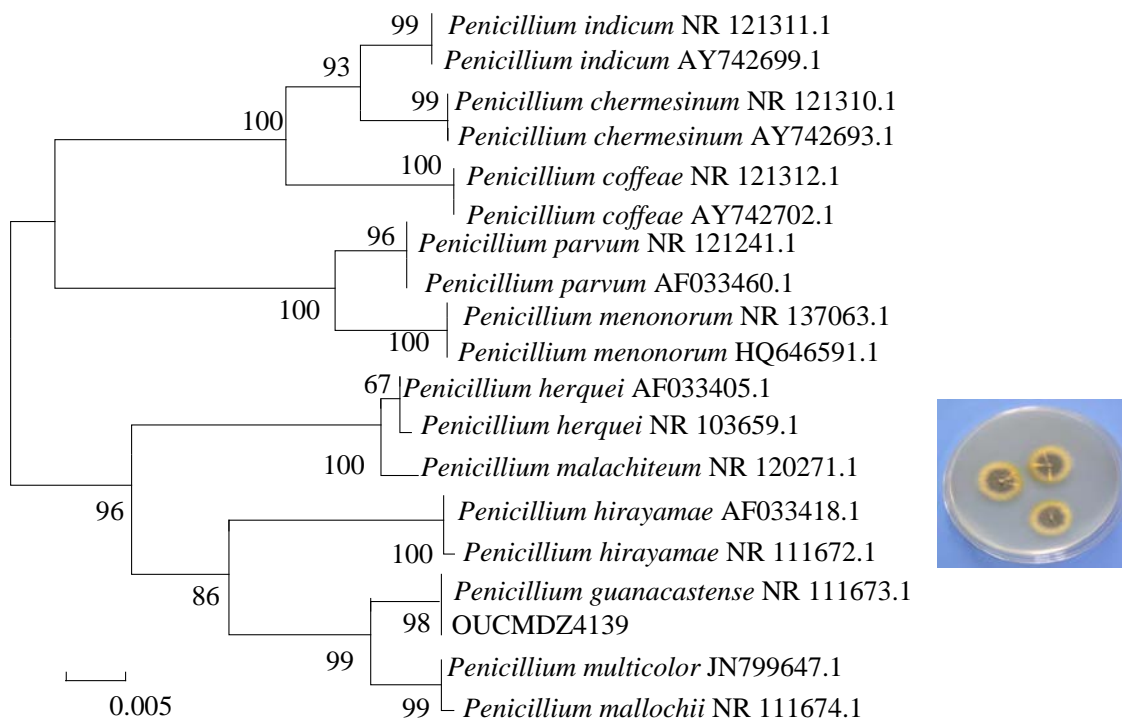 99
Penicillium indicum NR 121311.1
Penicillium indicum AY742699.1
93
99
Penicillium chermesinum NR 121310.1
Penicillium chermesinum AY742693.1
100
100
Penicillium coffeae NR 121312.1
Penicillium coffeae AY742702.1
96
Penicillium parvum NR 121241.1
Penicillium parvum AF033460.1
100
Penicillium menonorum NR 137063.1
100
Penicillium menonorum HQ646591.1
67
Penicillium herquei AF033405.1
Penicillium herquei NR 103659.1
100
Penicillium malachiteum NR 120271.1
96
Penicillium hirayamae AF033418.1
100
Penicillium hirayamae NR 111672.1
86
Penicillium guanacastense NR 111673.1
98
OUCMDZ4139
99
Penicillium multicolor JN799647.1
99
Penicillium mallochii NR 111674.1
0.005